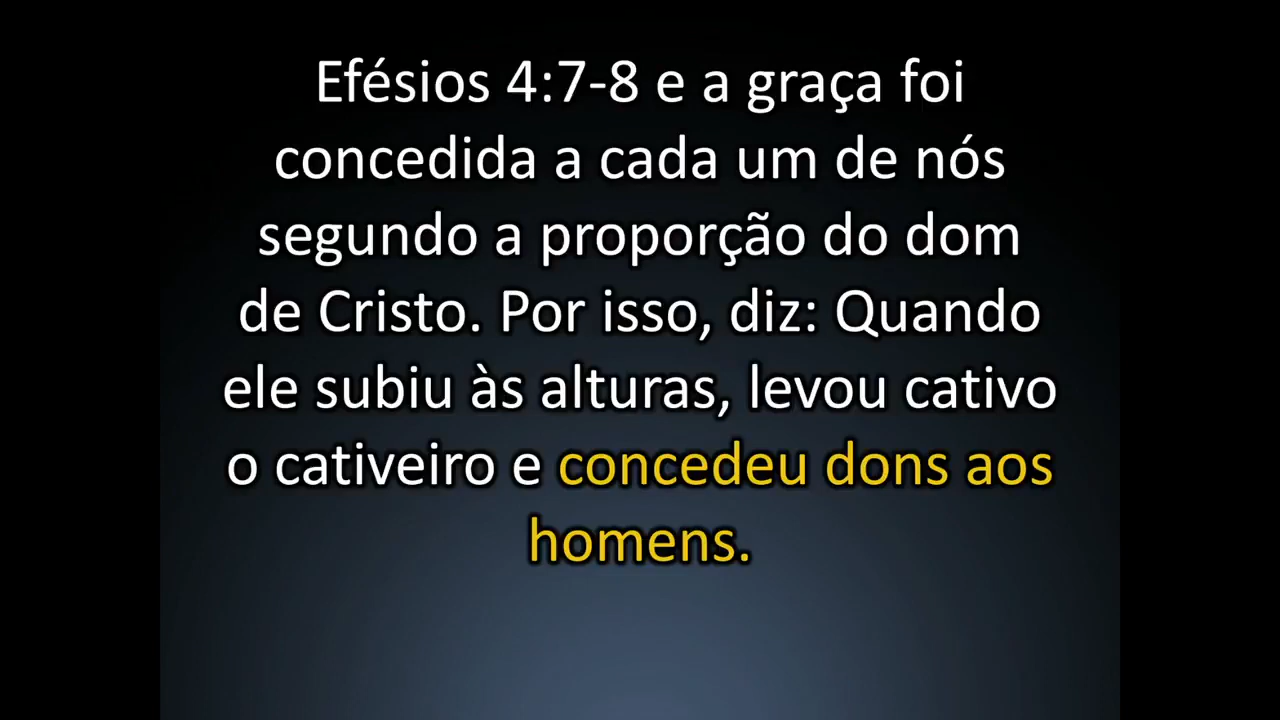 Efésios 4:7-8 e a graça foi
concedida a cada um de nós
segundo a proporção do dom
de Cristo. Por isso, diz: Quando
ele subiu às alturas, levou cativo
o cativeiro e concedeu dons aos
homens.